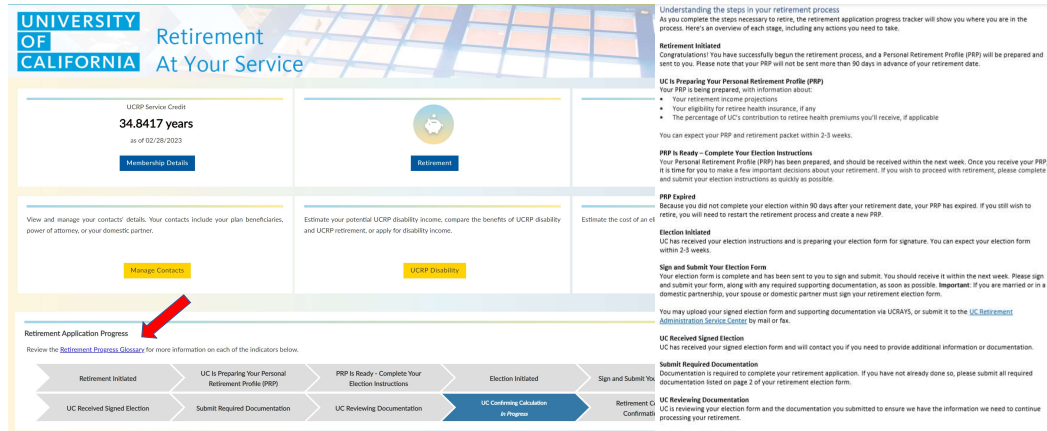 UNIVERSITY
OF
CALIFORNIA
Retirement
At Your Service
UCRP Service Credit
34.8417 years
as of 02/28/2023
Membership Details
Retirement
View and manage your contacts' details. Your contacts include your plan beneficiaries,
power of attorney, or your domestic partner.
Manage Contacts
Estimate your potential UCRP disability income, compare the benefits of UCRP disability
and UCRP retirement, or apply for disability income.
UCRP Disability
Estimate the cost of an eli
Retirement Application Progress
Review the Retirement Progress Glossary for more information on each of the indicators below.
Retirement Initiated
UC Is Preparing Your Personal
Retirement Profile (PRP)
PRP Is Ready - Complete Your
Election Instructions
Election Initiated
Sign and Submit You
UC Received Signed Election
Submit Required Documentation
UC Reviewing Documentation
UC Confirming Calculation
In Progress
Retirement C
Confirmati
Understanding the steps in your retirement process
As you complete the steps necessary to retire, the retirement application progress tracker will show you where you are in the
process. Here's an overview of each stage, including any actions you need to take.
Retirement Initiated
Congratulations! You have successfully begun the retirement process, and a Personal Retirement Profile (PRP) will be prepared and
sent to you. Please note that your PRP will not be sent more than 90 days in advance of your retirement date.
UC Is Preparing Your Personal Retirement Profile (PRP)
Your PRP is being prepared, with information about:
• Your retirement income projections
• Your eligibility for retiree health insurance, if any
• The percentage of UC's contribution to retiree health premiums you'll receive, if applicable
You can expect your PRP and retirement packet within 2-3 weeks.
PRP Is Ready – Complete Your Election Instructions
Your Personal Retirement Profile (PRP) has been prepared, and should be received within the next week. Once you receive your PRP,
it is time for you to make a few important decisions about your retirement. If you wish to proceed with retirement, please complete
and submit your election instructions as quickly as possible.
PRP Expired
Because you did not complete your election within 90 days after your retirement date, your PRP has expired. If you still wish to
retire, you will need to restart the retirement process and create a new PRP.
Election Initiated
UC has received your election instructions and is preparing your election form for signature. You can expect your election form
within 2-3 weeks.
Sign and Submit Your Election Form
Your election form is complete and has been sent to you to sign and submit. You should receive it within the next week. Please sign
and submit your form, along with any required supporting documentation, as soon as possible. Important: If you are married or in a
domestic partnership, your spouse or domestic partner must sign your retirement election form.
You may upload your signed election form and supporting documentation via UCRAYS, or submit it to the UC Retirement
Administration Service Center by mail or fax.
UC Received Signed Election
UC has received your signed election form and will contact you if you need to provide additional information or documentation.
Submit Required Documentation
Documentation is required to complete your retirement application. If you have not already done so, please submit all required
documentation listed on page 2 of your retirement election form.
UC Reviewing Documentation
UC is reviewing your election form and the documentation you submitted to ensure we have the information we need to continue
processing your retirement.